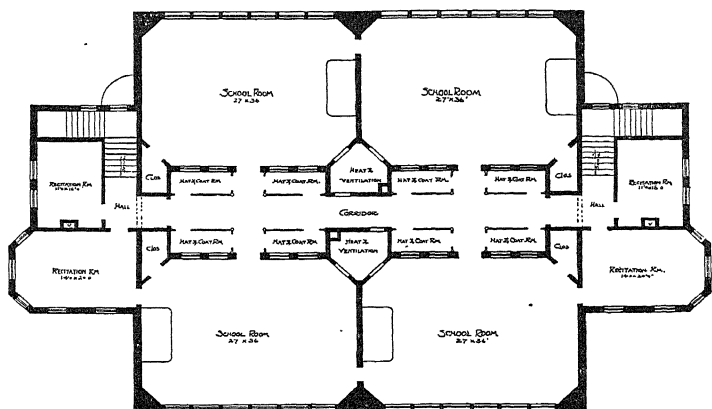 SCHOOL ROOM
27 x 36
SCHOOL ROOM
27' x 36'
CLOS
HAT & COAT RM
HAT & COAT RM.
HEAT &
VENTILATION
HAT & COAT RM
HAT & COAT RM.
CLOS
RECITATION RM
HALL
CORRIDOR
HALL
RECITATION RM
CLOS
HAT & COAT RM
HAT & COAT RM
HEAT &
VENTILATION
HAT & COAT RM
HAT & COAT RM.
CLOS
RECITATION RM
RECITATION RM.
SCHOOL ROOM
27 x 36
SCHOOL ROOM
27' x 36'